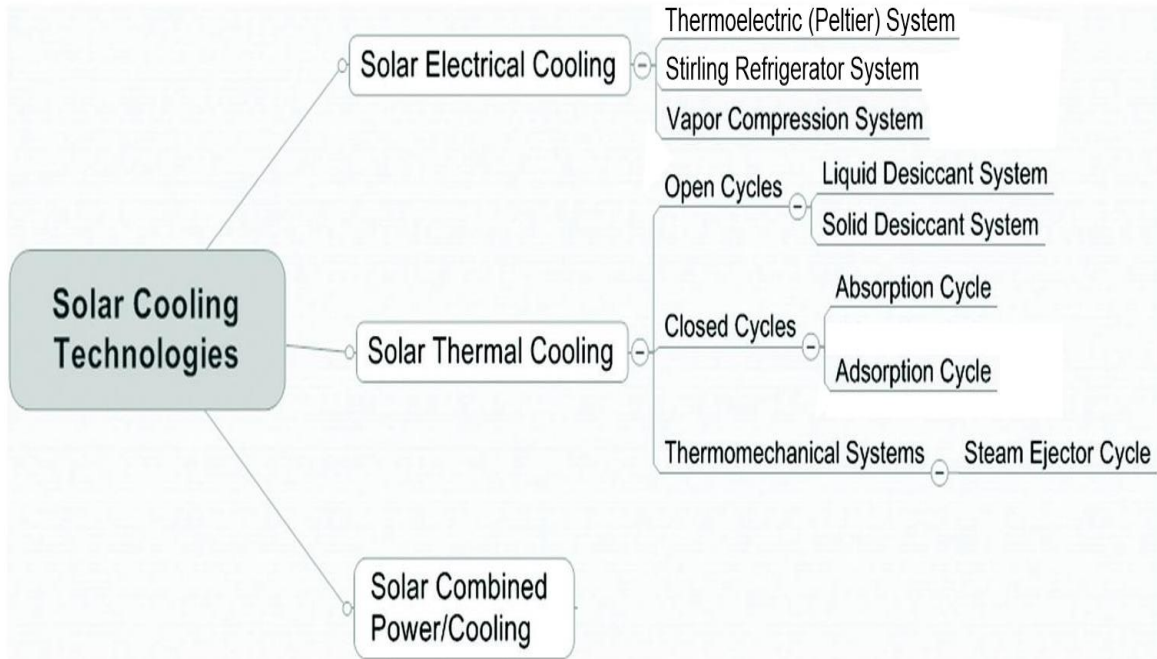 Solar Cooling
Technologies
Solar Electrical Cooling
Thermoelectric (Peltier) System
Stirling Refrigerator System
Vapor Compression System
Solar Thermal Cooling
Open Cycles
Liquid Desiccant System
Solid Desiccant System
Closed Cycles
Absorption Cycle
Adsorption Cycle
Thermomechanical Systems
Steam Ejector Cycle
Solar Combined
Power/Cooling